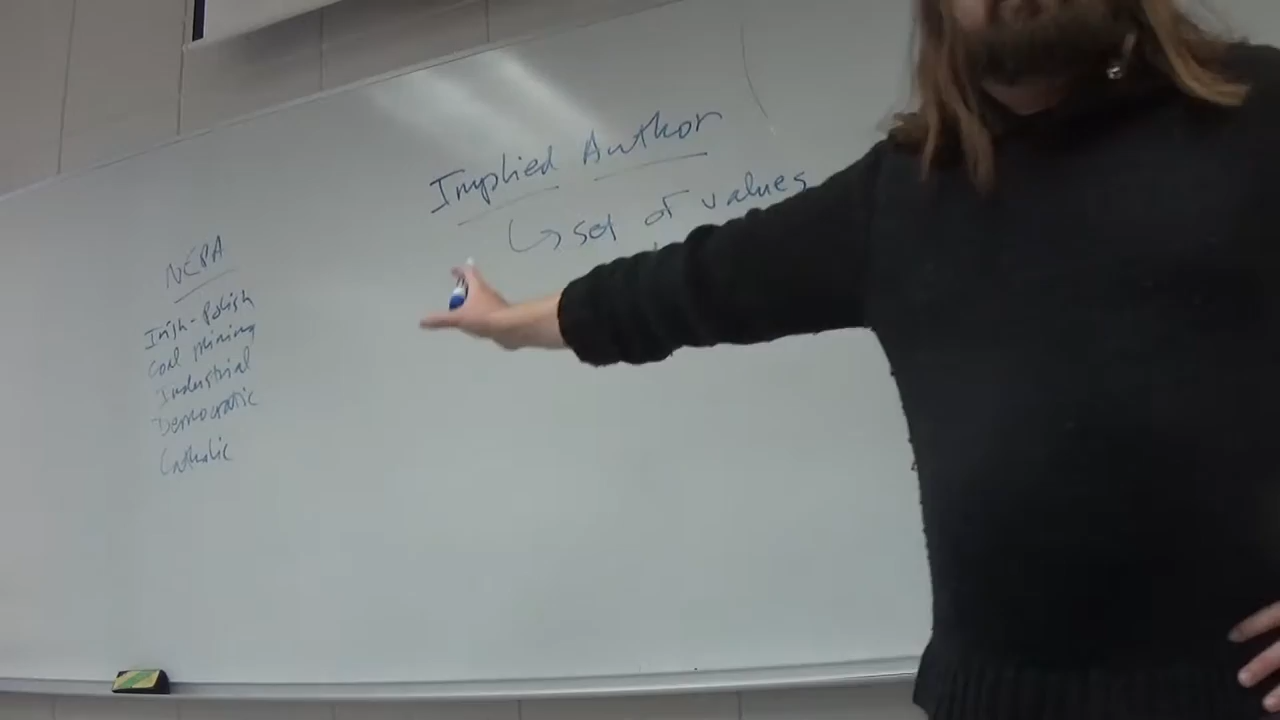 Implied Author
↳ set of values
NEPA
Irish-Polish
Coal mining
Industrial
Democratic
Catholic